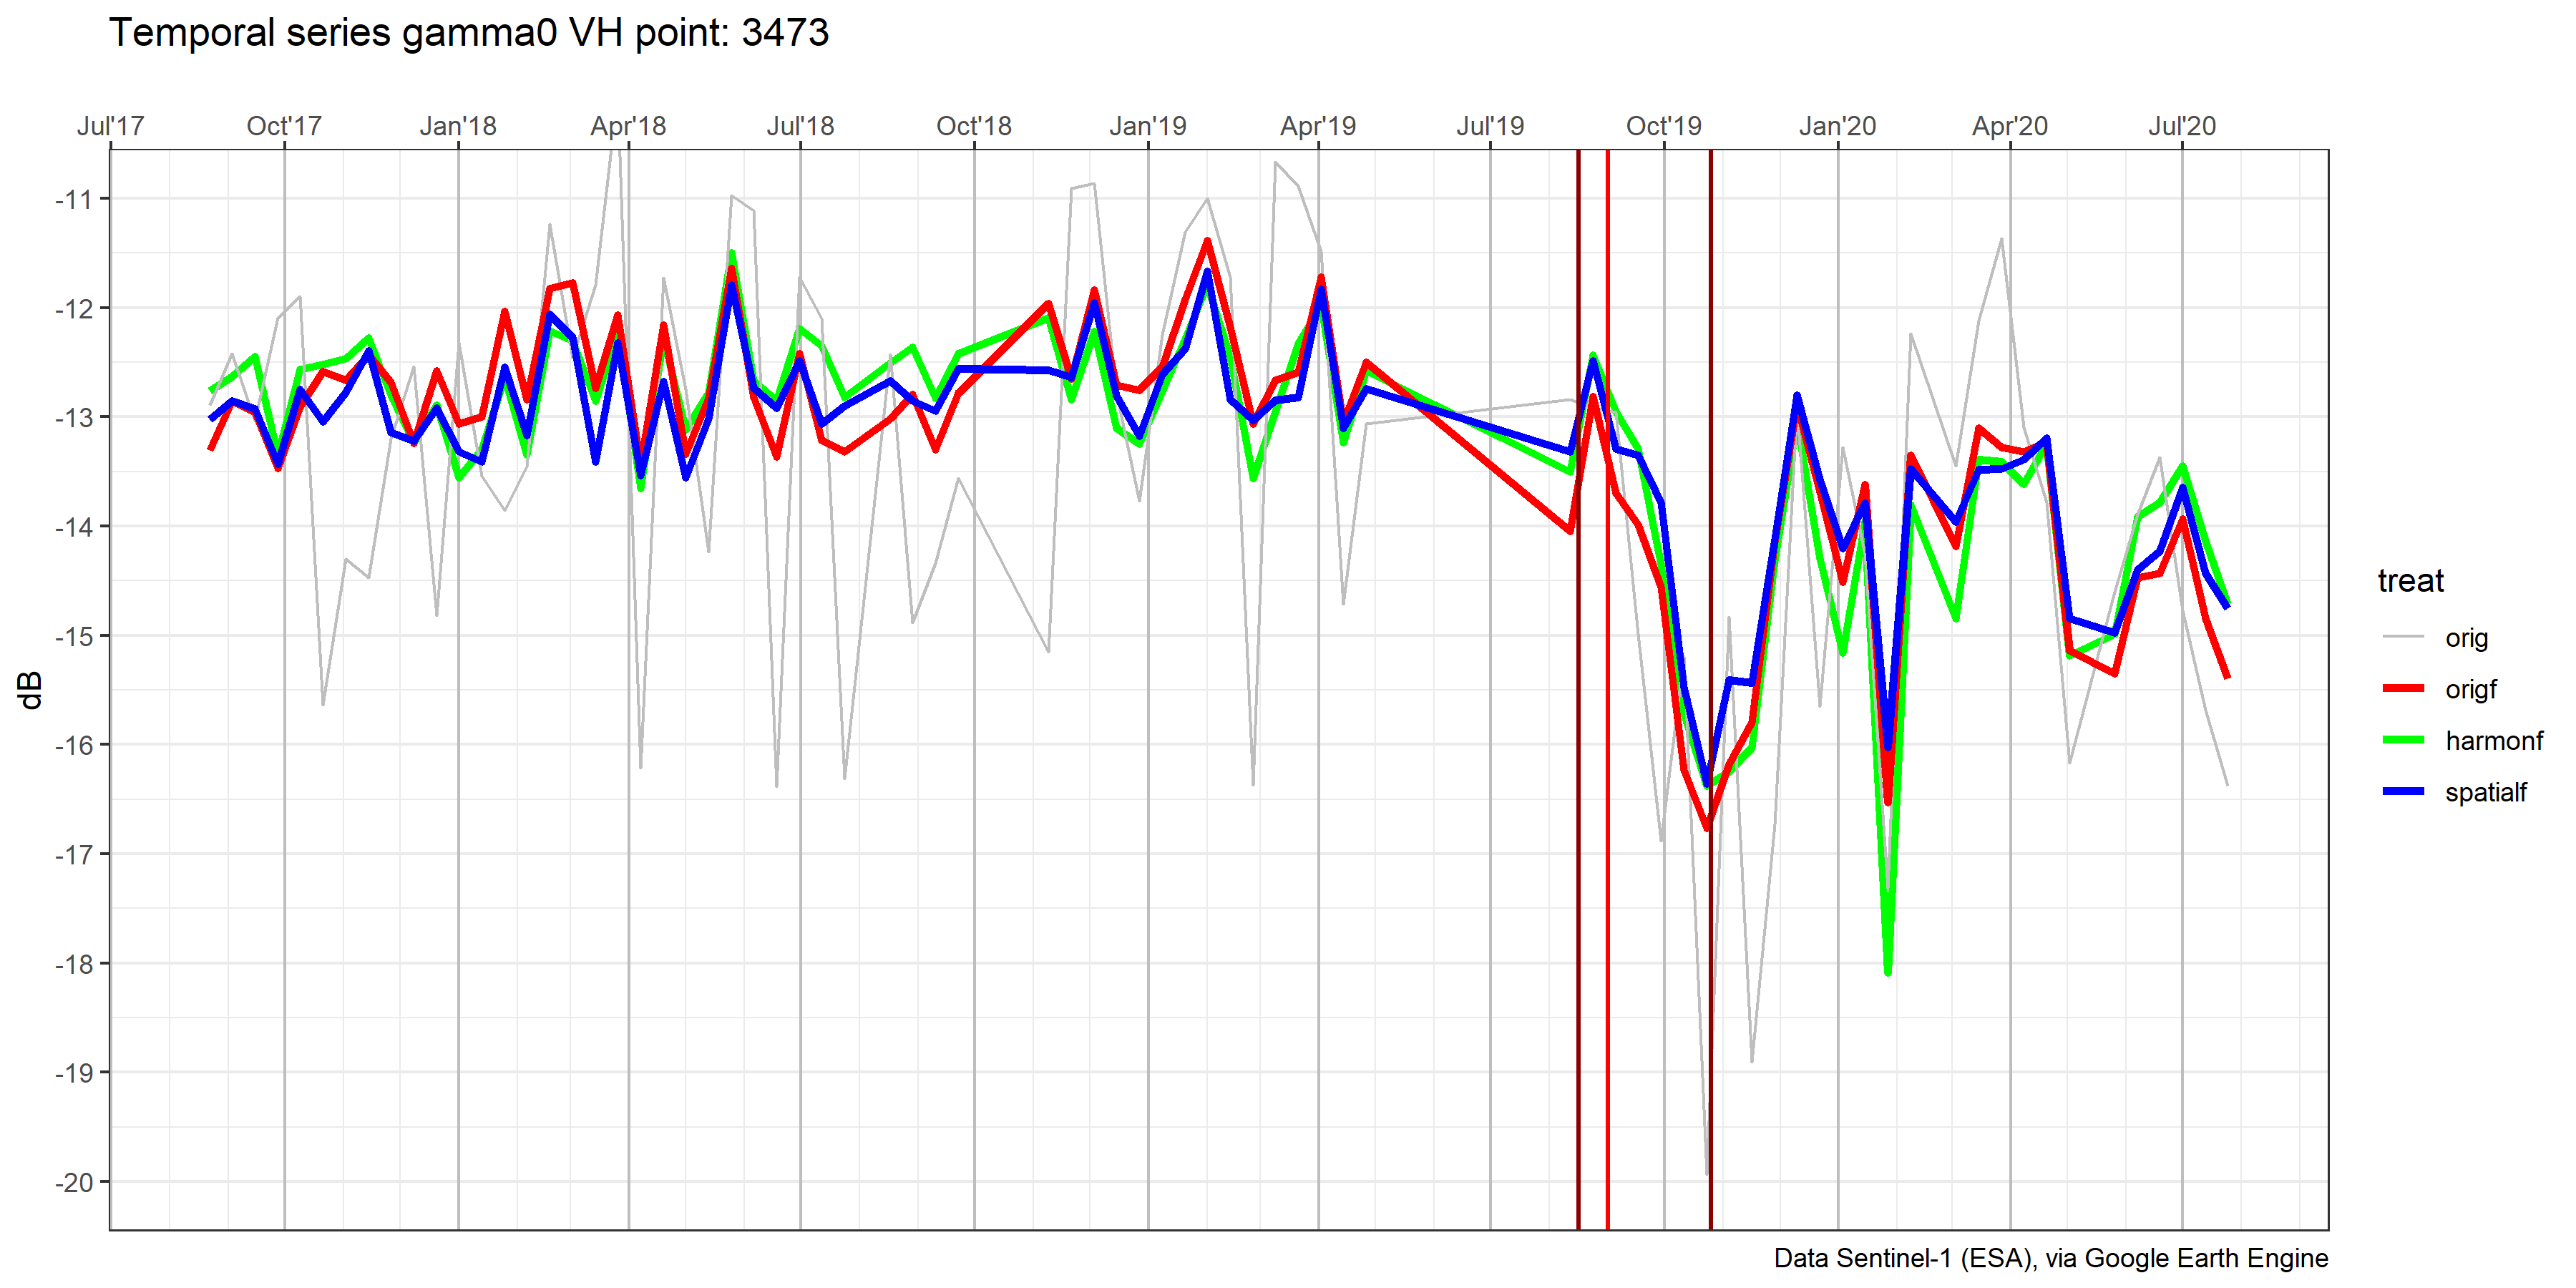 Temporal series gamma0 VH point: 3473
Jul'17 Oct'17 Jan'18 Apr'18 Jul'18 Oct'18 Jan'19 Apr'19 Jul'19 Oct'19 Jan'20 Apr'20 Jul'20
-11
-12
-13
-14
-15
-16
-17
-18
-19
-20
dB
treat
orig
origf
harmonf
spatialf
Data Sentinel-1 (ESA), via Google Earth Engine